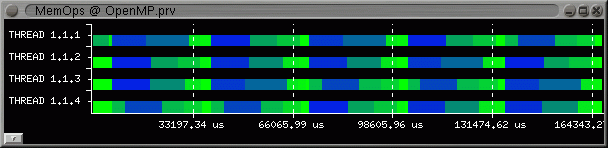 MemOps @ OpenMP.prv
THREAD 1.1.1
THREAD 1.1.2
THREAD 1.1.3
THREAD 1.1.4
33197,34 us 66065,99 us 98605,96 us 131474,62 us 164343,2